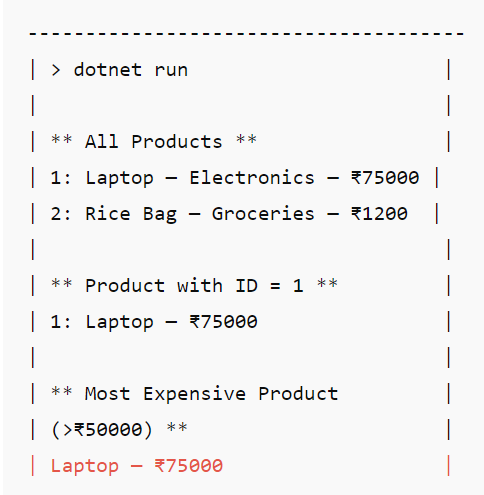 --------------------------------------
| > dotnet run |
| |
| ** All Products ** |
| 1: Laptop — Electronics — ₹75000 |
| 2: Rice Bag — Groceries — ₹1200 |
| |
| ** Product with ID = 1 ** |
| 1: Laptop — ₹75000 |
| |
| ** Most Expensive Product |
| (>₹50000) ** |
| Laptop — ₹75000 |